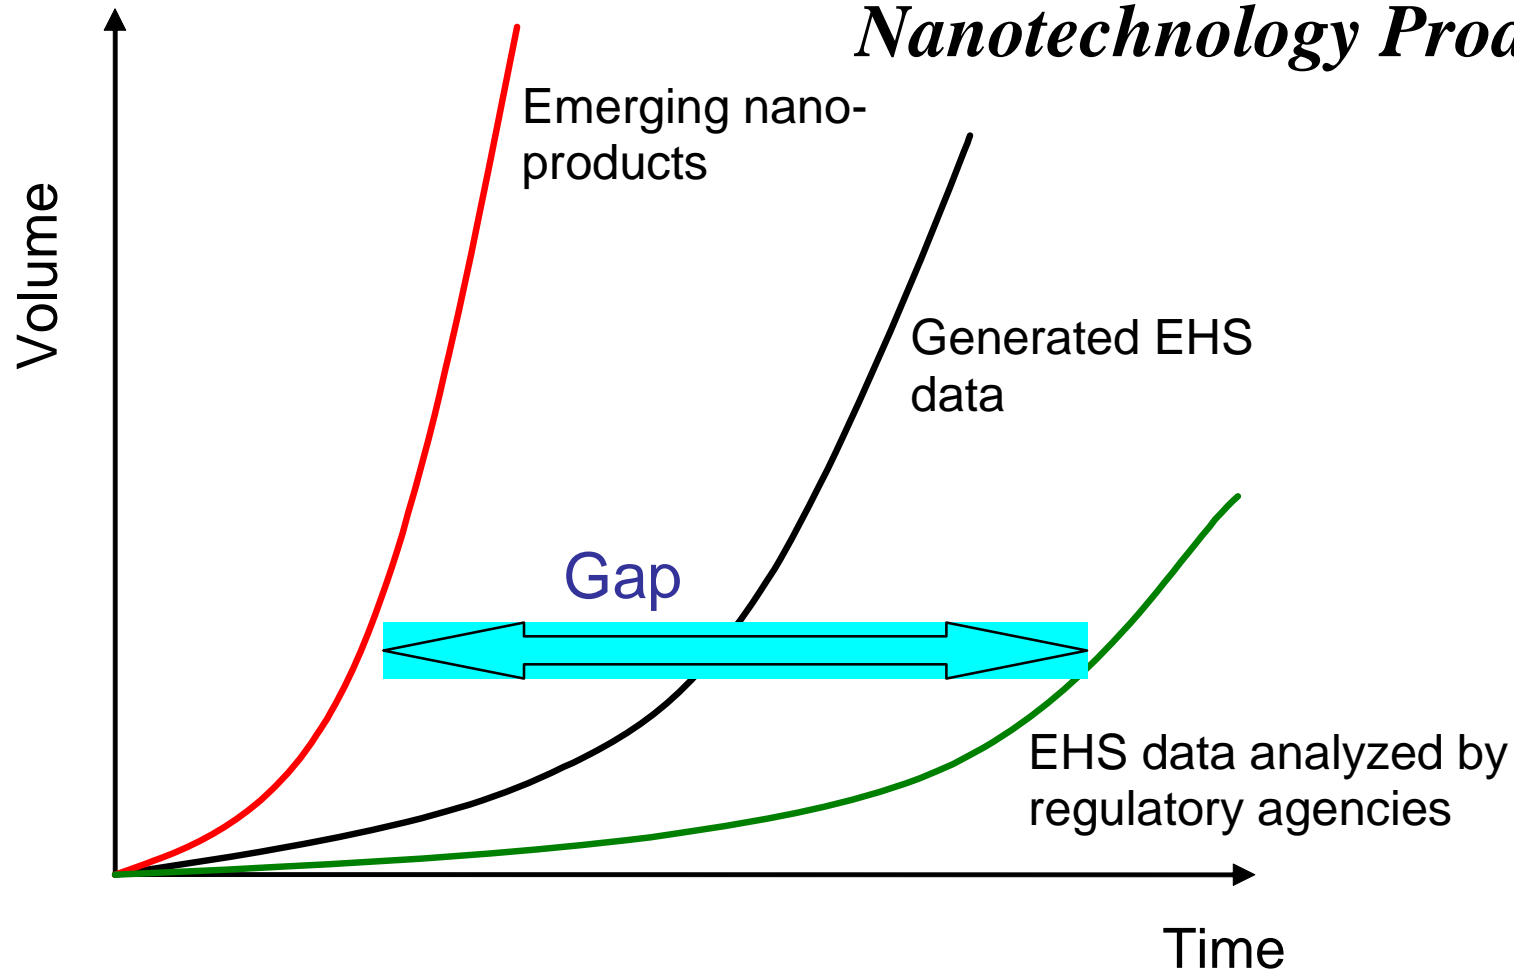 Nanotechnology Prod
Emerging nano-
products
Volume
Generated EHS
data
Gap
EHS data analyzed by
regulatory agencies
Time